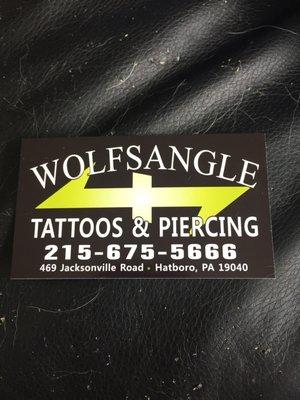 WOLFSANGLE
TATTOOS & PIERCING
215-675-5666
469 Jacksonville Road • Hatboro, PA 19040